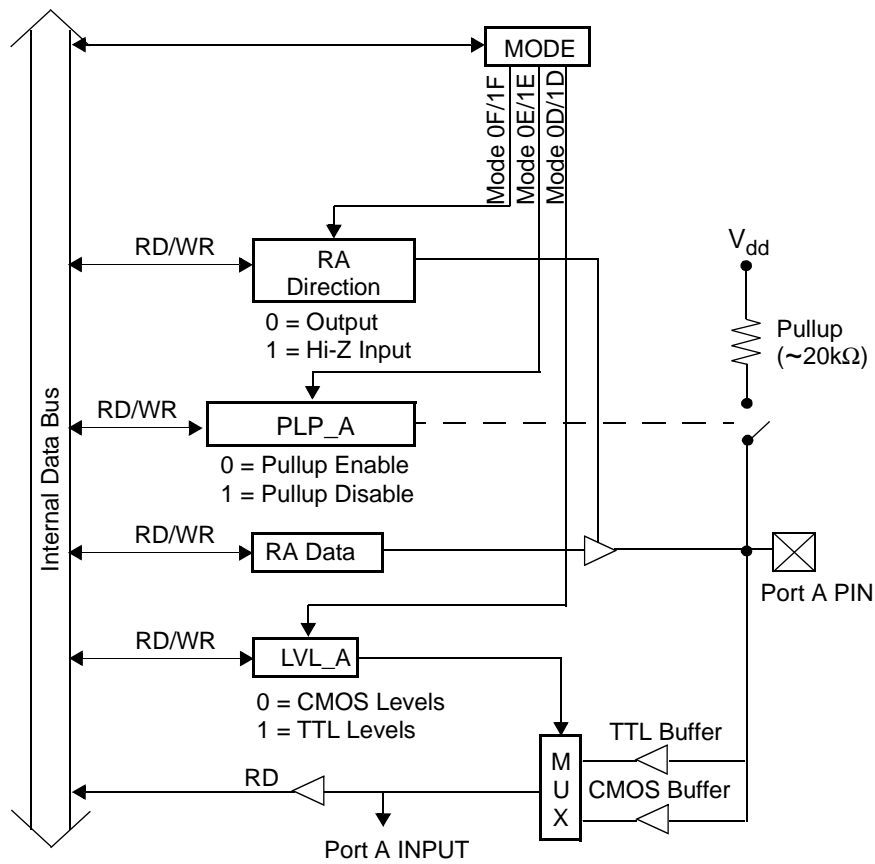 MODE
Mode 0F/1F
Mode 0E/1E
Mode 0D/1D
RD/WR
RA
Direction
0 = Output
1 = Hi-Z Input
Vdd
Pullup
(~20kΩ)
RD/WR
PLP_A
0 = Pullup Enable
1 = Pullup Disable
Internal Data Bus
RD/WR
RA Data
Port A PIN
RD/WR
LVL_A
0 = CMOS Levels
1 = TTL Levels
RD
Port A INPUT
M
U
X
TTL Buffer
CMOS Buffer